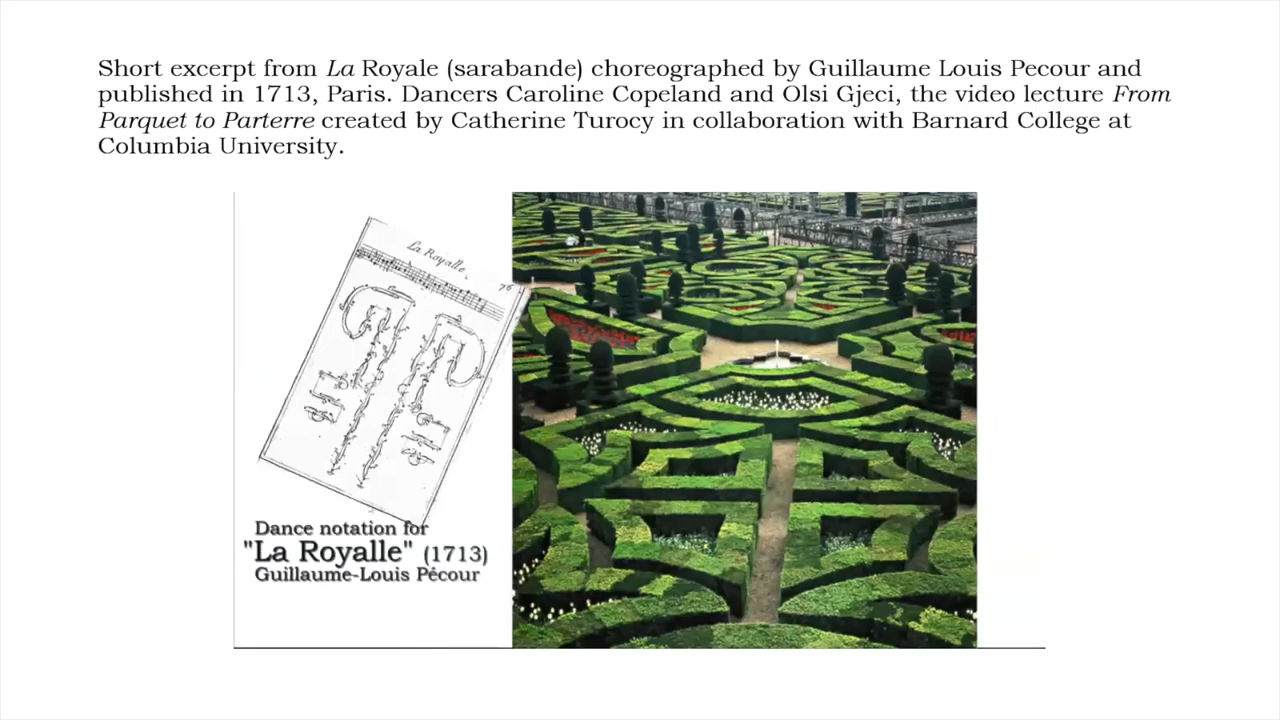 Short excerpt from La Royale (sarabande) choreographed by Guillaume Louis Pecour and
published in 1713, Paris. Dancers Caroline Copeland and Olsi Gjeci, the video lecture From
Parquet to Parterre created by Catherine Turocy in collaboration with Barnard College at
Columbia University.
La Royalle.
76
Dance notation for
"La Royalle" (1713)
Guillaume-Louis Pécour